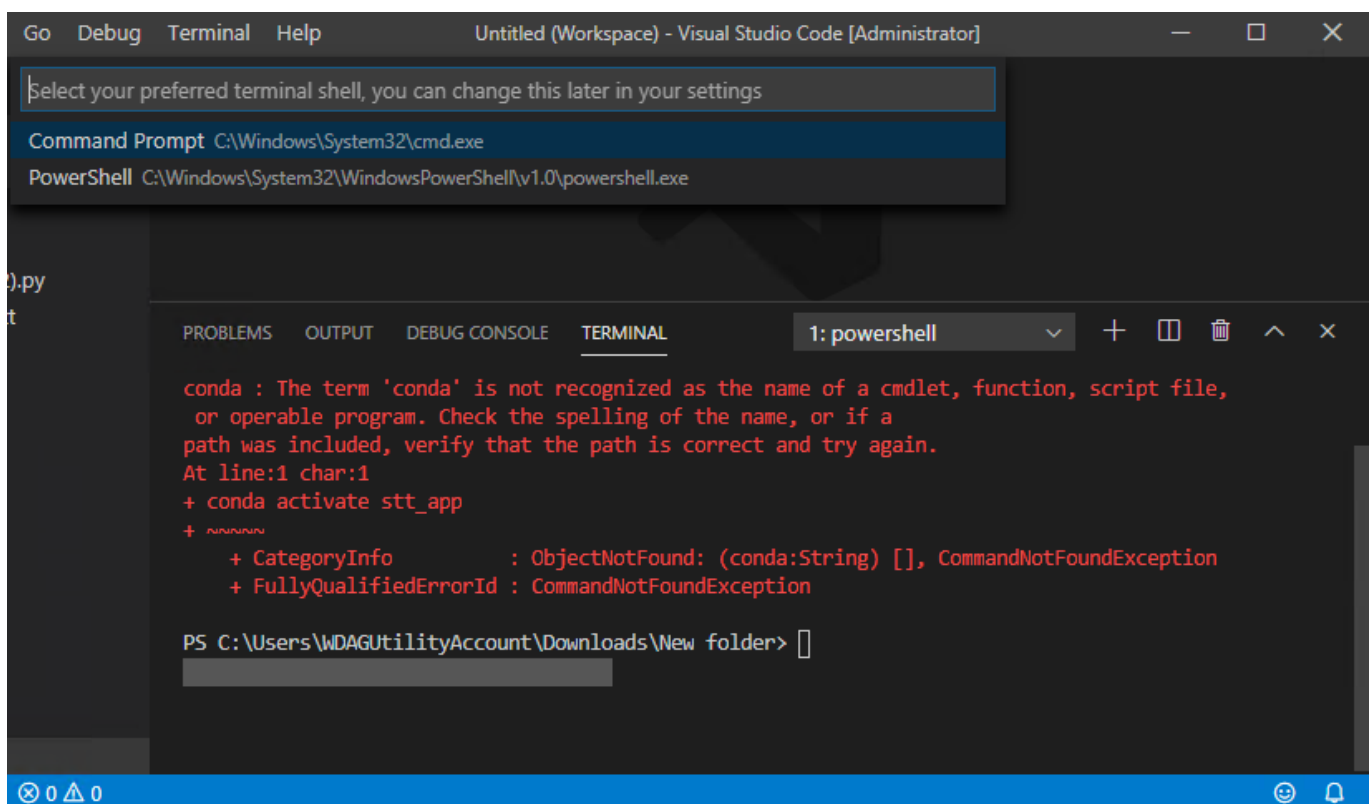 Go Debug Terminal Help Untitled (Workspace) - Visual Studio Code [Administrator]
Select your preferred terminal shell, you can change this later in your settings
Command Prompt C:\Windows\System32\cmd.exe
PowerShell C:\Windows\System32\WindowsPowerShell\v1.0\powershell.exe
).py
t
PROBLEMS OUTPUT DEBUG CONSOLE TERMINAL 1: powershell
conda : The term 'conda' is not recognized as the name of a cmdlet, function, script file,
or operable program. Check the spelling of the name, or if a
path was included, verify that the path is correct and try again.
At line:1 char:1
+ conda activate stt_app
+ ~~~~~
+ CategoryInfo : ObjectNotFound: (conda:String) [], CommandNotFoundException
+ FullyQualifiedErrorId : CommandNotFoundException
PS C:\Users\WDAGUtilityAccount\Downloads\New folder>
0 0